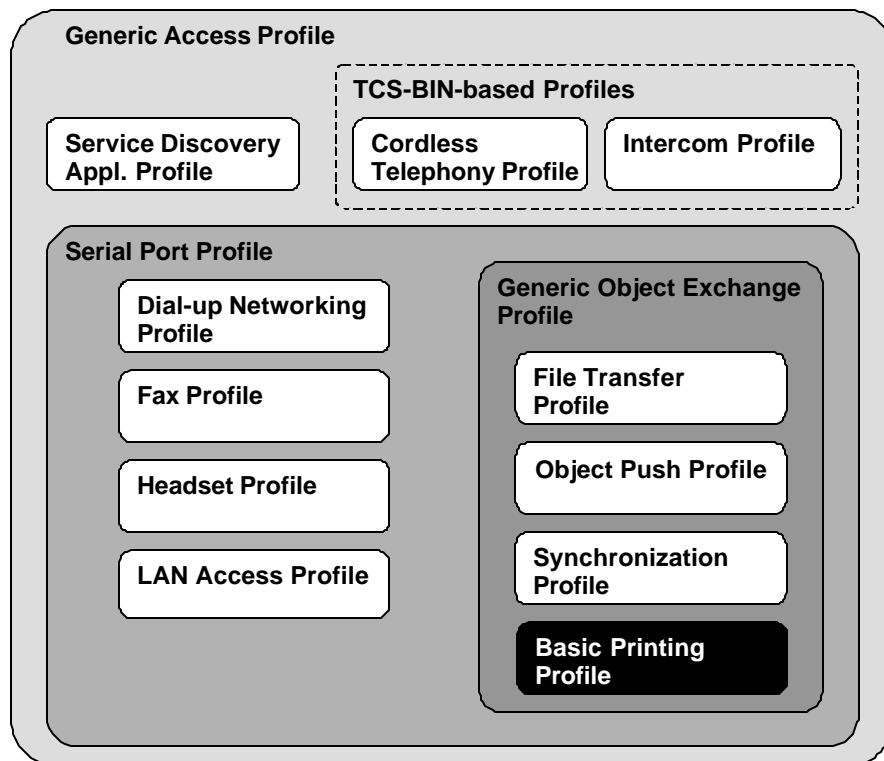 Generic Access Profile
TCS-BIN-based Profiles
Service Discovery
Appl. Profile
Cordless
Telephony Profile
Intercom Profile
Serial Port Profile
Dial-up Networking
Profile
Fax Profile
Headset Profile
LAN Access Profile
Generic Object Exchange
Profile
File Transfer
Profile
Object Push Profile
Synchronization
Profile
Basic Printing
Profile